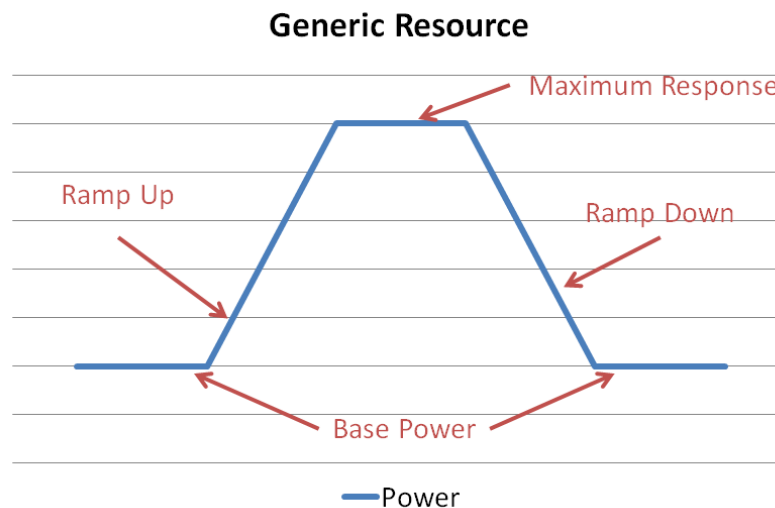 Generic Resource
Maximum Response
Ramp Up
Ramp Down
Base Power
Power